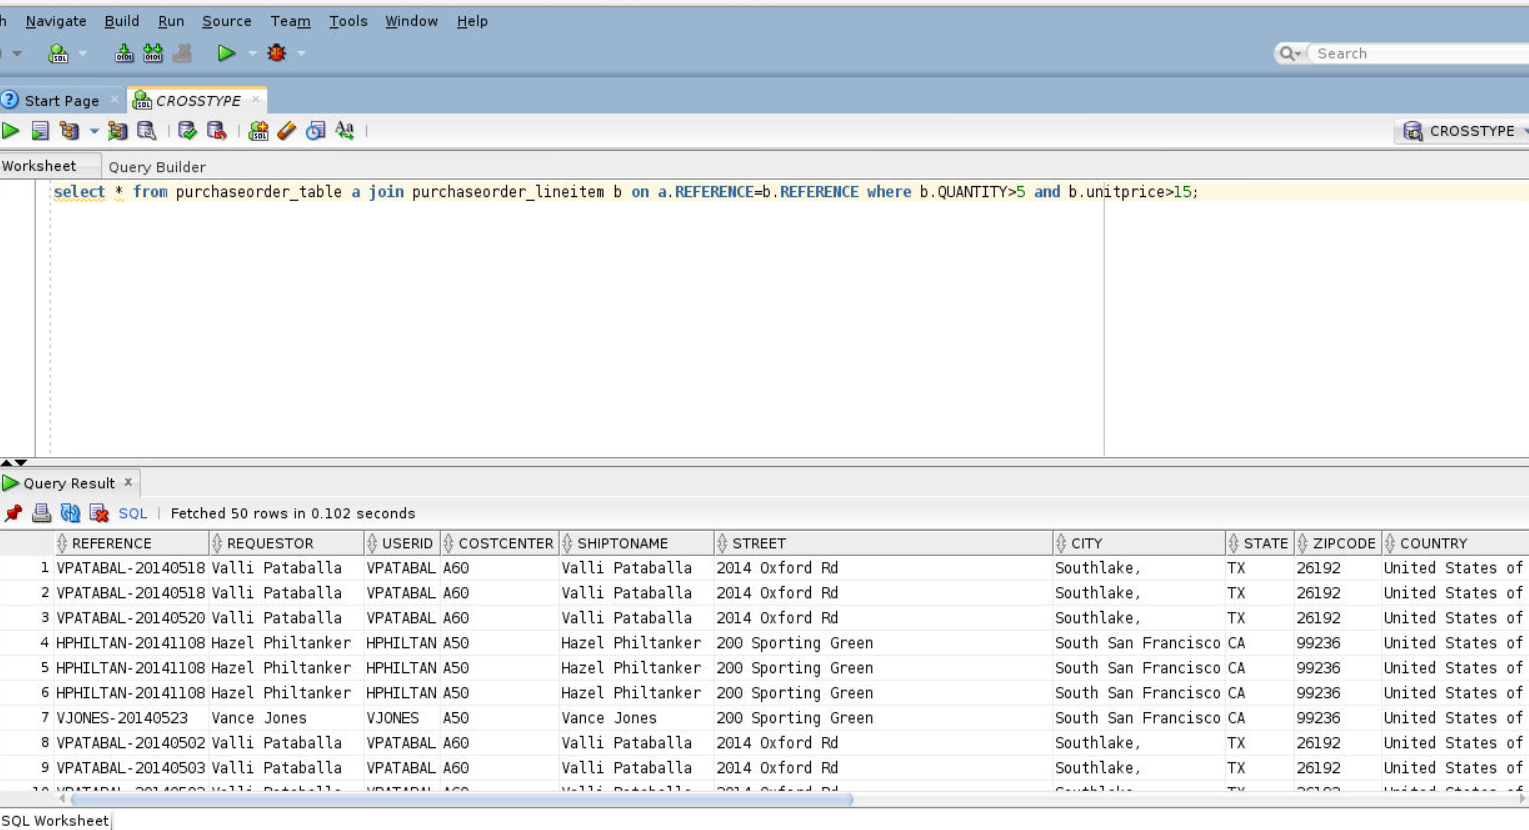 h Navigate Build Run Source Team Tools Window Help
Search
Start Page CROSSTYPE
CROSSTYPE
Worksheet Query Builder
select * from purchaseorder_table a join purchaseorder_lineitem b on a.REFERENCE=b.REFERENCE where b.QUANTITY>5 and b.unitprice>15;
Query Result
SQL | Fetched 50 rows in 0.102 seconds
REFERENCE REQUESTOR USERID COSTCENTER SHIPTONAME STREET CITY STATE ZIPCODE COUNTRY
1 VPATABAL-20140518 Valli Pataballa VPATABAL A60 Valli Pataballa 2014 Oxford Rd Southlake, TX 26192 United States of
2 VPATABAL-20140518 Valli Pataballa VPATABAL A60 Valli Pataballa 2014 Oxford Rd Southlake, TX 26192 United States of
3 VPATABAL-20140520 Valli Pataballa VPATABAL A60 Valli Pataballa 2014 Oxford Rd Southlake, TX 26192 United States of
4 HPHILTAN-20141108 Hazel Philtanker HPHILTAN A50 Hazel Philtanker 200 Sporting Green South San Francisco CA 99236 United States of
5 HPHILTAN-20141108 Hazel Philtanker HPHILTAN A50 Hazel Philtanker 200 Sporting Green South San Francisco CA 99236 United States of
6 HPHILTAN-20141108 Hazel Philtanker HPHILTAN A50 Hazel Philtanker 200 Sporting Green South San Francisco CA 99236 United States of
7 VJONES-20140523 Vance Jones VJONES A50 Vance Jones 200 Sporting Green South San Francisco CA 99236 United States of
8 VPATABAL-20140502 Valli Pataballa VPATABAL A60 Valli Pataballa 2014 Oxford Rd Southlake, TX 26192 United States of
9 VPATABAL-20140503 Valli Pataballa VPATABAL A60 Valli Pataballa 2014 Oxford Rd Southlake, TX 26192 United States of
SQL Worksheet